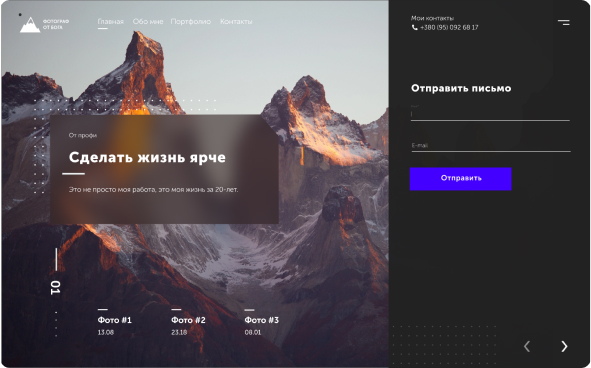 ФОТОГРАФ
ОТ БОГА
Главная Обо мне Портфолио Контакты
Мои контакты
+380 (95) 092 68 17
От профи
Сделать жизнь ярче
Это не просто моя работа, это моя жизнь за 20-лет.
Отправить письмо
E-mail
Отправить
01
Фото #1
13.08
Фото #2
23.18
Фото #3
08.01